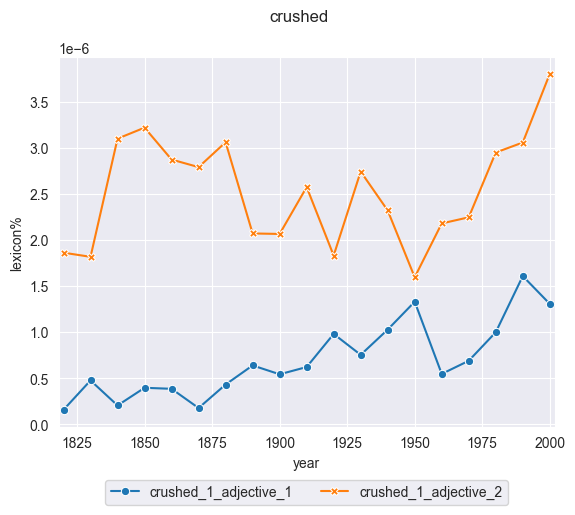 crushed
1e−6
3.5
3.0
2.5
2.0
1.5
1.0
0.5
0.0
lexicon%
1825 1850 1875 1900 1925 1950 1975 2000
year
crushed_1_adjective_1 crushed_1_adjective_2